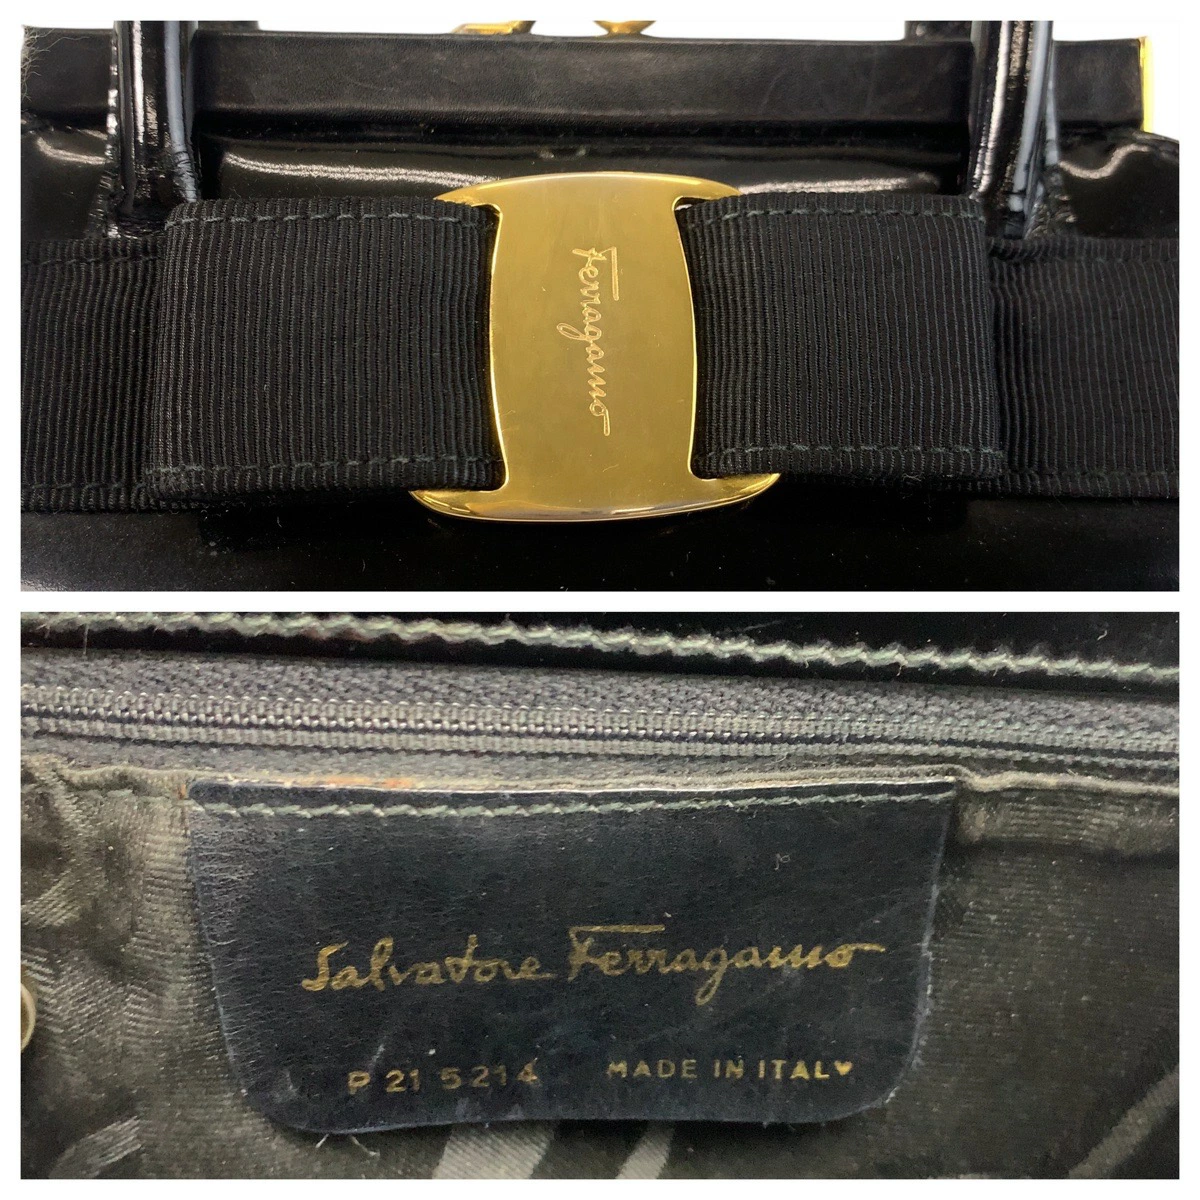 Ferragamo
Salvatore Ferragamo
P 21 5214 MADE IN ITALY